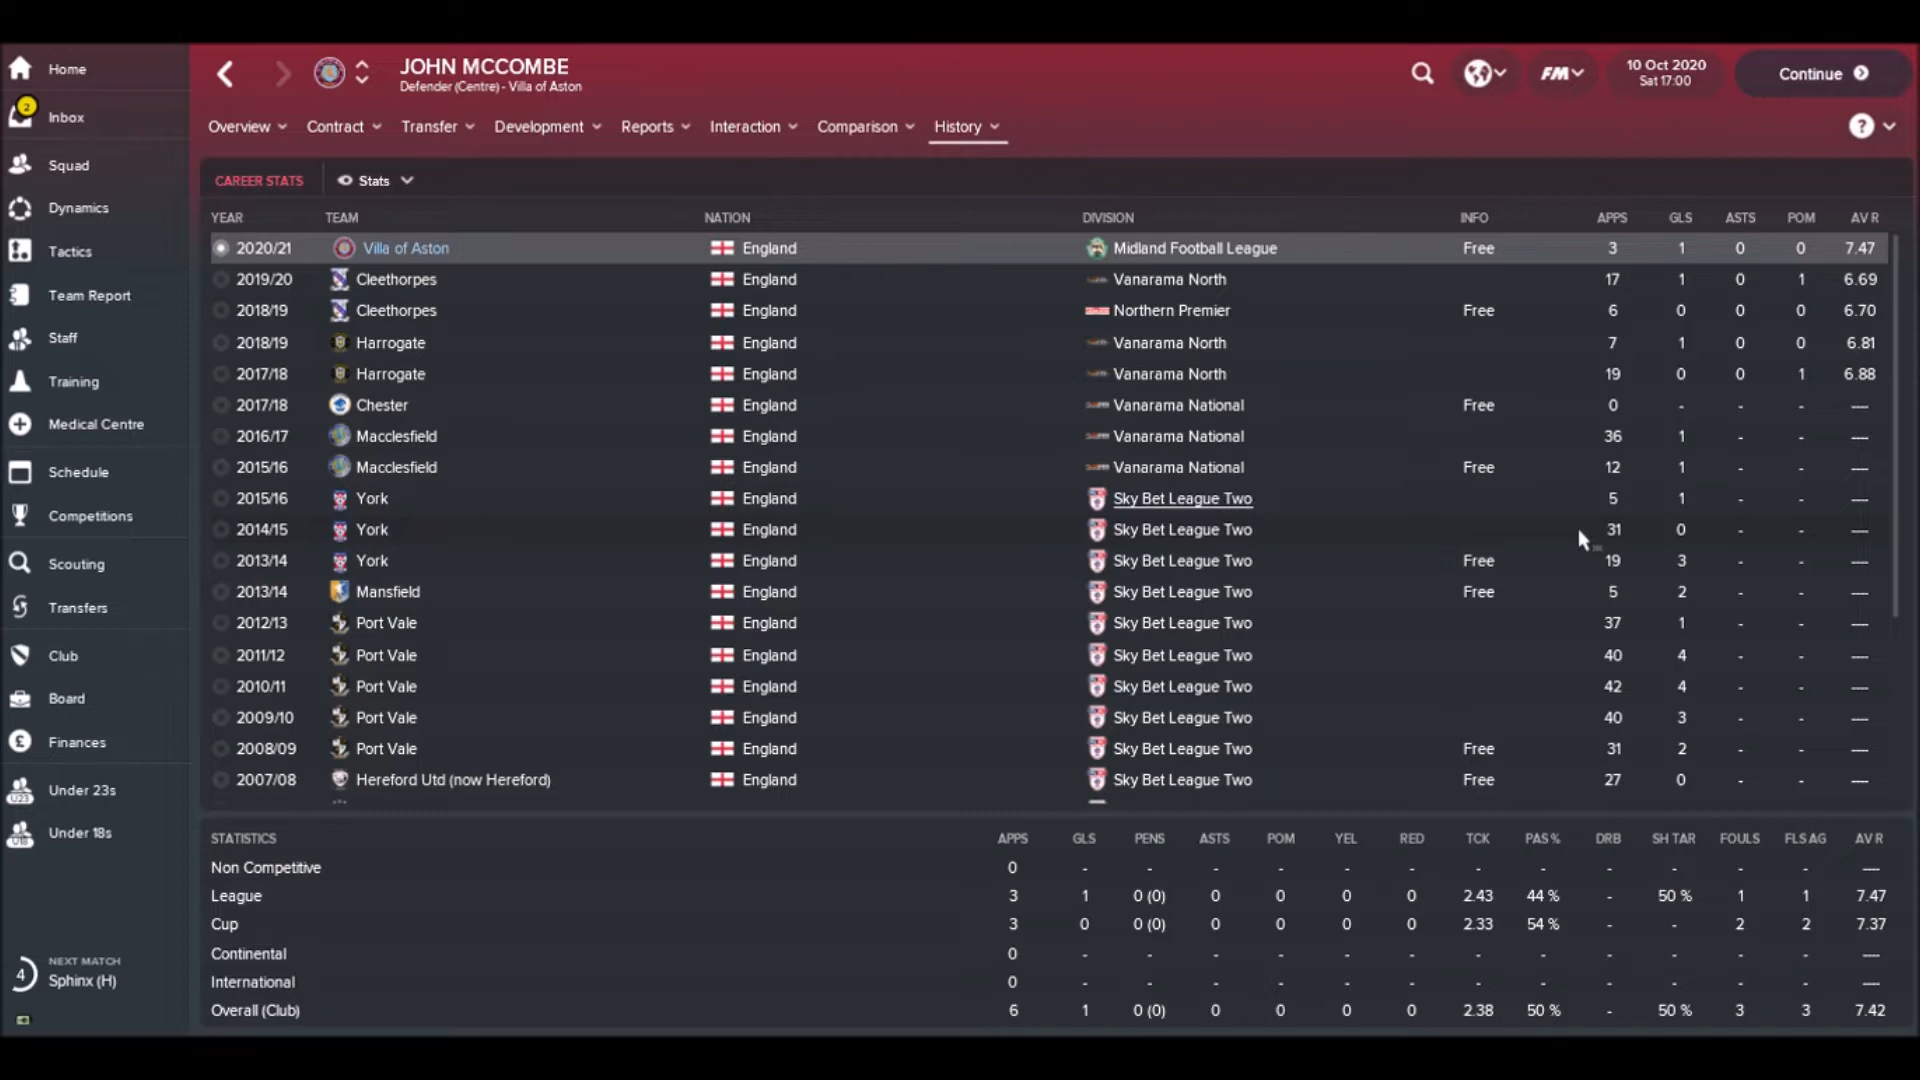 Home
2
Inbox
Squad
Dynamics
Tactics
Team Report
Staff
Training
Medical Centre
Schedule
Competitions
Scouting
Transfers
Club
Board
Finances
U23
Under 23s
U18
Under 18s
4
NEXT MATCH
Sphinx (H)
JOHN MCCOMBE
Defender (Centre) - Villa of Aston
FM
10 Oct 2020
Sat 17:00
Continue
Overview Contract Transfer Development Reports Interaction Comparison History ?
CAREER STATS Stats
YEAR TEAM NATION DIVISION INFO APPS GLS ASTS POM AV R
2020/21 Villa of Aston England Midland Football League Free 3 1 0 0 7.47
2019/20 Cleethorpes England Vanarama North 17 1 0 1 6.69
2018/19 Cleethorpes England Northern Premier Free 6 0 0 0 6.70
2018/19 Harrogate England Vanarama North 7 1 0 0 6.81
2017/18 Harrogate England Vanarama North 19 0 0 1 6.88
2017/18 Chester England Vanarama National Free 0 - - - ----
2016/17 Macclesfield England Vanarama National 36 1 - - ----
2015/16 Macclesfield England Vanarama National Free 12 1 - - ----
2015/16 York England Sky Bet League Two 5 1 - - ----
2014/15 York England Sky Bet League Two 31 0 - - ----
2013/14 York England Sky Bet League Two Free 19 3 - - ----
2013/14 Mansfield England Sky Bet League Two Free 5 2 - - ----
2012/13 Port Vale England Sky Bet League Two 37 1 - - ----
2011/12 Port Vale England Sky Bet League Two 40 4 - - ----
2010/11 Port Vale England Sky Bet League Two 42 4 - - ----
2009/10 Port Vale England Sky Bet League Two 40 3 - - ----
2008/09 Port Vale England Sky Bet League Two Free 31 2 - - ----
2007/08 Hereford Utd (now Hereford) England Sky Bet League Two Free 27 0 - - ----
STATISTICS APPS GLS PENS ASTS POM YEL RED TCK PAS % DRB SH TAR FOULS FLS AG AV R
Non Competitive 0 - - - - - - - - - - - - ----
League 3 1 0 (0) 0 0 0 0 2.43 44 % - 50 % 1 1 7.47
Cup 3 0 0 (0) 0 0 0 0 2.33 54 % - - 2 2 7.37
Continental 0 - - - - - - - - - - - - ----
International 0 - - - - - - - - - - - - ----
Overall (Club) 6 1 0 (0) 0 0 0 0 2.38 50 % - 50 % 3 3 7.42